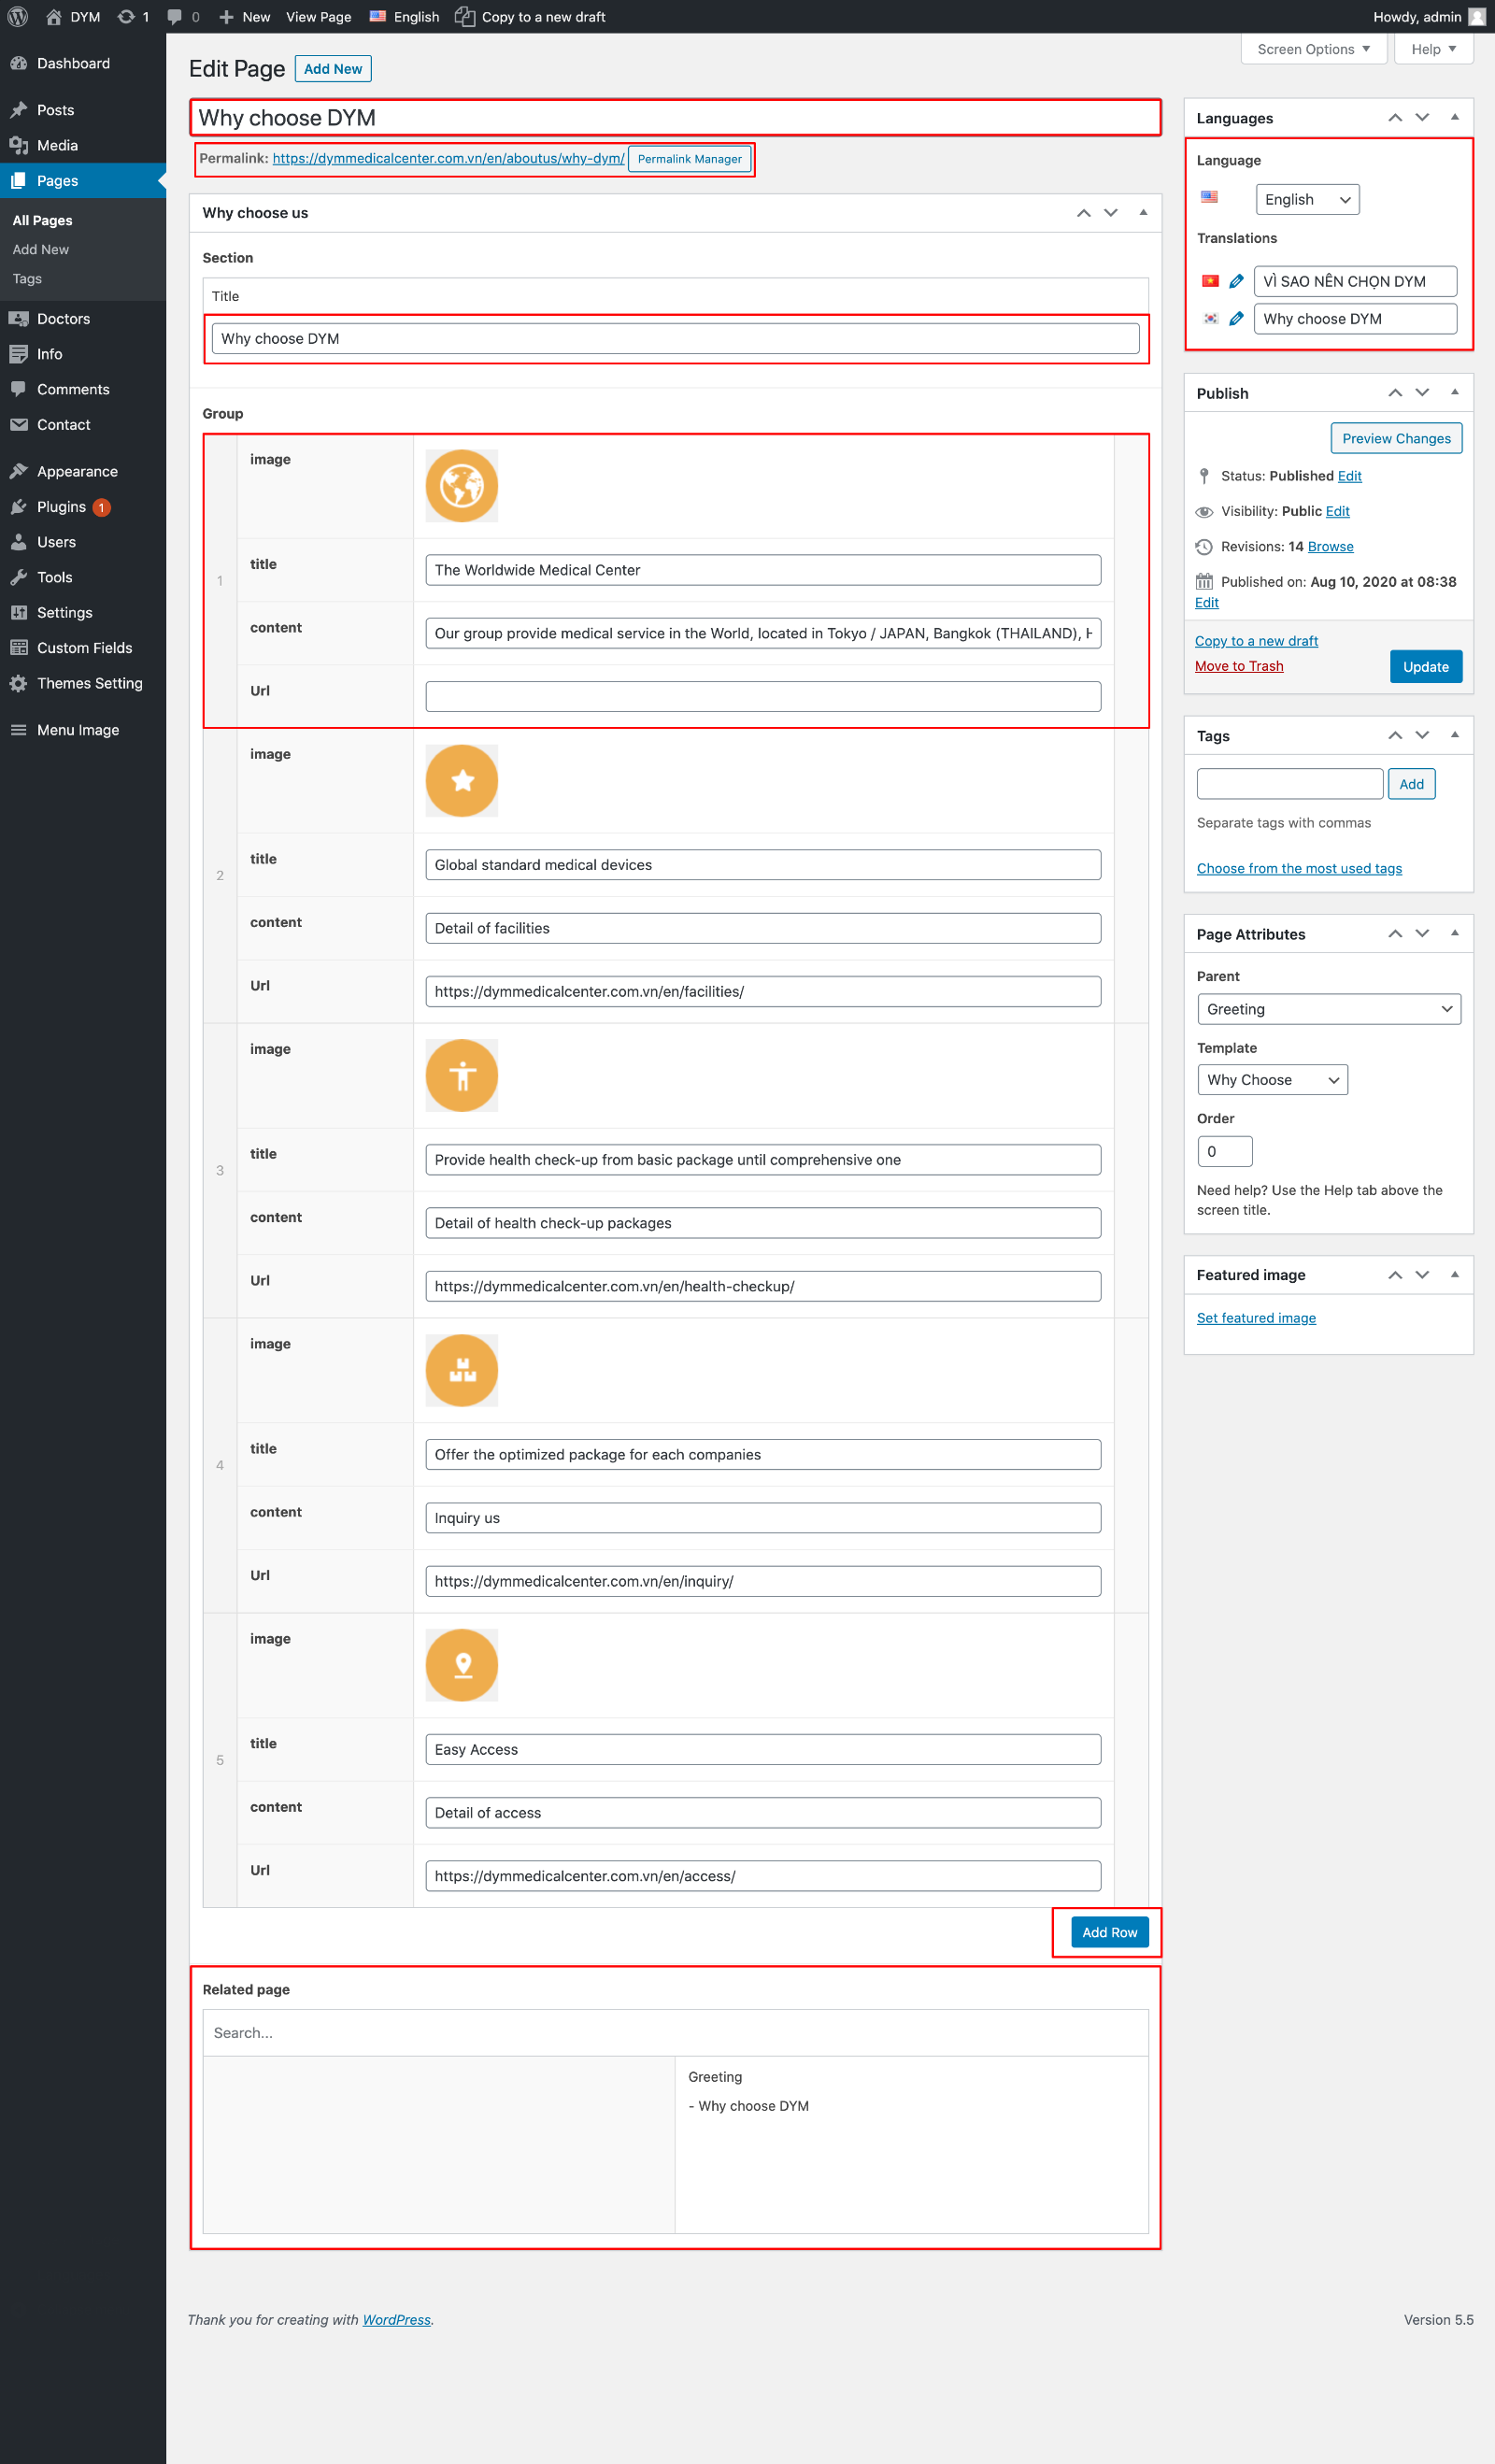 DYM 1 0 New View Page English Copy to a new draft Howdy, admin
Screen Options Help
Dashboard
Posts
Media
Pages
All Pages
Add New
Tags
Doctors
Info
Comments
Contact
Appearance
Plugins 1
Users
Tools
Settings
Custom Fields
Themes Setting
Menu Image
Edit Page Add New
Why choose DYM
Permalink: https://dymmedicalcenter.com.vn/en/aboutus/why-dym/ Permalink Manager
Why choose us
Section
Title
Why choose DYM
Group
1
image
title The Worldwide Medical Center
content Our group provide medical service in the World, located in Tokyo / JAPAN, Bangkok (THAILAND),
Url
2
image
title Global standard medical devices
content Detail of facilities
Url https://dymmedicalcenter.com.vn/en/facilities/
3
image
title Provide health check-up from basic package until comprehensive one
content Detail of health check-up packages
Url https://dymmedicalcenter.com.vn/en/health-checkup/
4
image
title Offer the optimized package for each companies
content Inquiry us
Url https://dymmedicalcenter.com.vn/en/inquiry/
5
image
title Easy Access
content Detail of access
Url https://dymmedicalcenter.com.vn/en/access/
Add Row
Related page
Search...
Greeting
- Why choose DYM
Languages
Language
English
Translations
VÌ SAO NÊN CHỌN DYM
Why choose DYM
Publish
Preview Changes
Status: Published Edit
Visibility: Public Edit
Revisions: 14 Browse
Published on: Aug 10, 2020 at 08:38
Edit
Copy to a new draft
Move to Trash Update
Tags
Add
Separate tags with commas
Choose from the most used tags
Page Attributes
Parent
Greeting
Template
Why Choose
Order
0
Need help? Use the Help tab above the
screen title.
Featured image
Set featured image
Thank you for creating with WordPress. Version 5.5